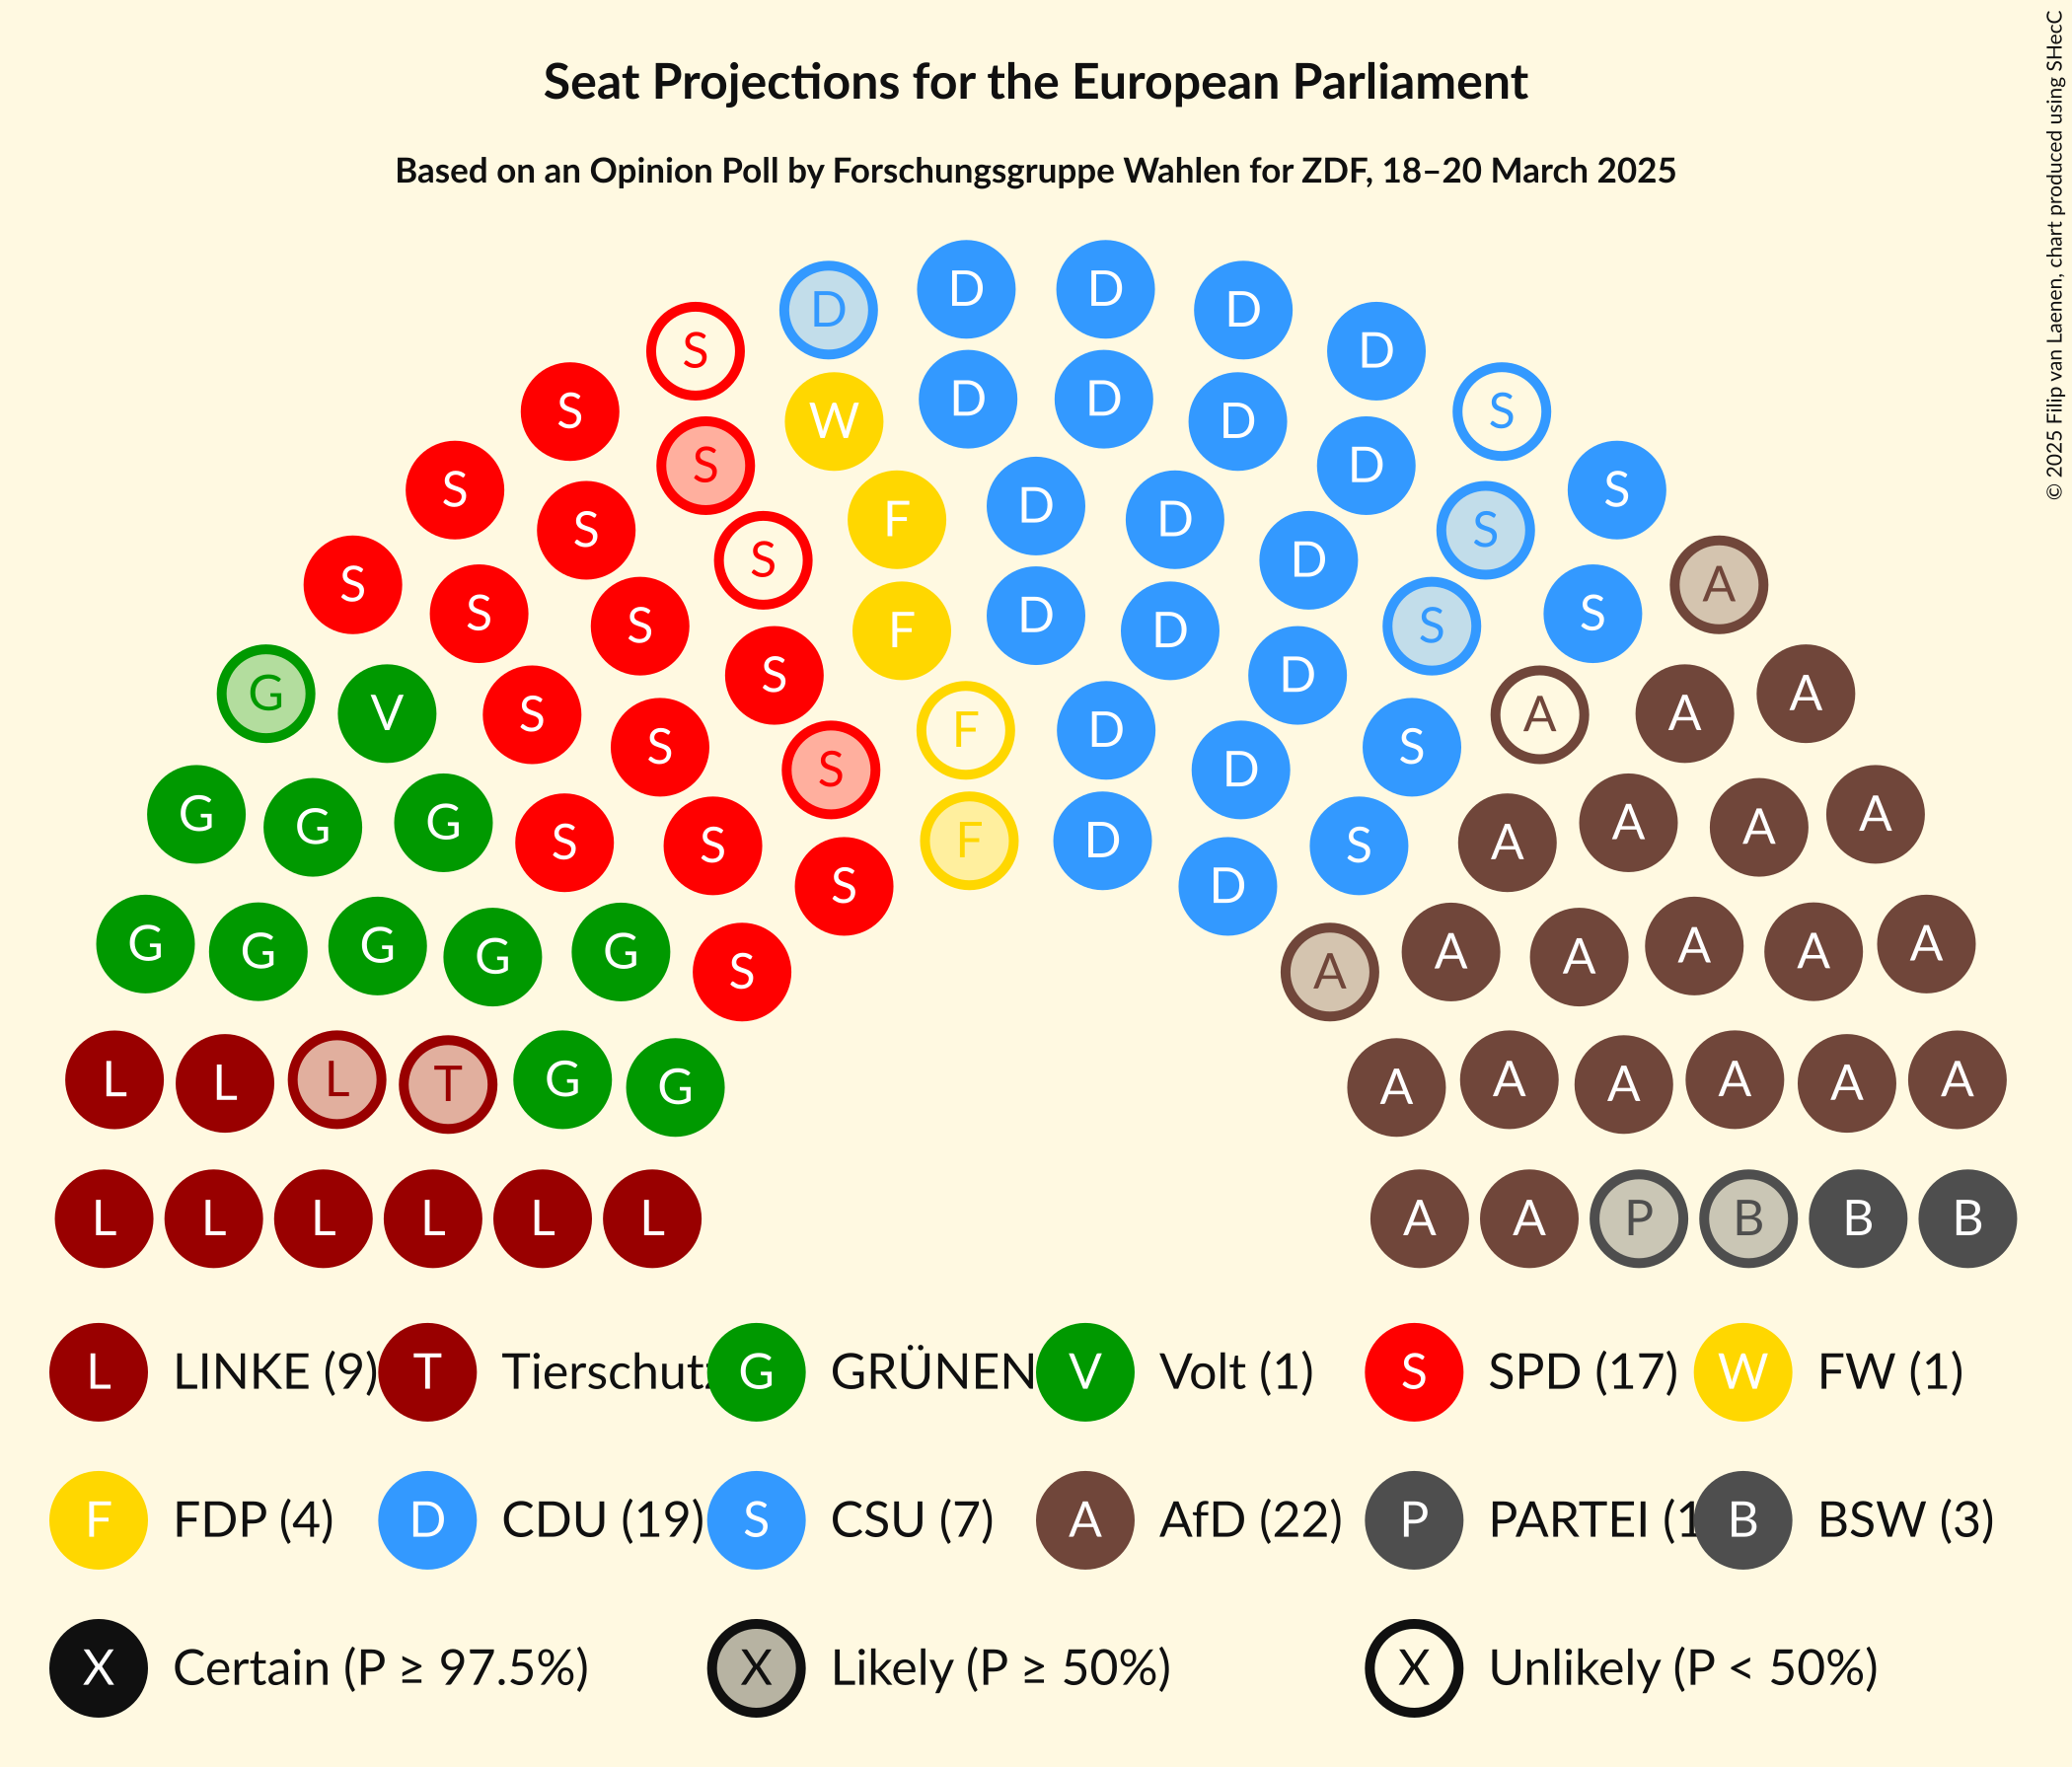 Seat Projections for the European Parliament
Based on an Opinion Poll by Forschungsgruppe Wahlen for ZDF, 18–20 March 2025
© 2025 Filip van Laenen, chart produced using SHecC
D D D D D
S D S
S W D D D D S
S S F D D D S S
S S S S F D D D S S A
G V S S S F D D S A A A
G G G S S S F D D S A A A A
G G G G G S S D A A A A A A
L L L T G G A A A A A A
L L L L L L A A P B B B
L LINKE (9) T Tierschutz G GRÜNEN V Volt (1) S SPD (17) W FW (1)
F FDP (4) D CDU (19) S CSU (7) A AfD (22) P PARTEI (1 B BSW (3)
X Certain (P ≥ 97.5%) X Likely (P ≥ 50%) X Unlikely (P < 50%)